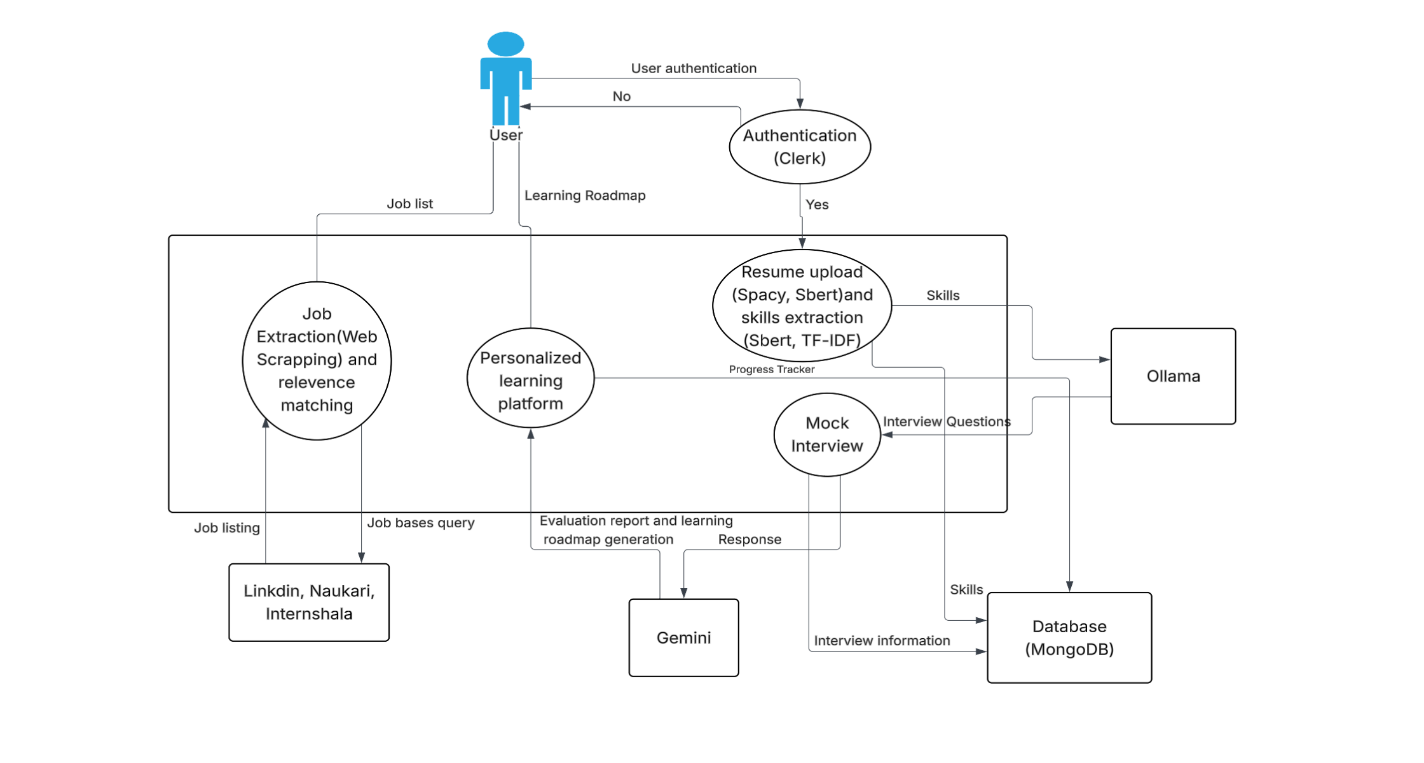 User authentication
No
User
Authentication
(Clerk)
Learning Roadmap
Job list
Yes
Resume upload
(Spacy, Sbert)and
skills extraction
(Sbert, TF-IDF)
Skills
Job
Extraction(Web
Scrapping) and
relevence
matching
Personalized
learning
platform
Progress Tracker
Ollama
Mock
Interview
Interview Questions
Job listing
Job bases query
Evaluation report and learning
roadmap generation
Response
Linkdin, Naukari,
Internshala
Gemini
Skills
Interview information
Database
(MongoDB)